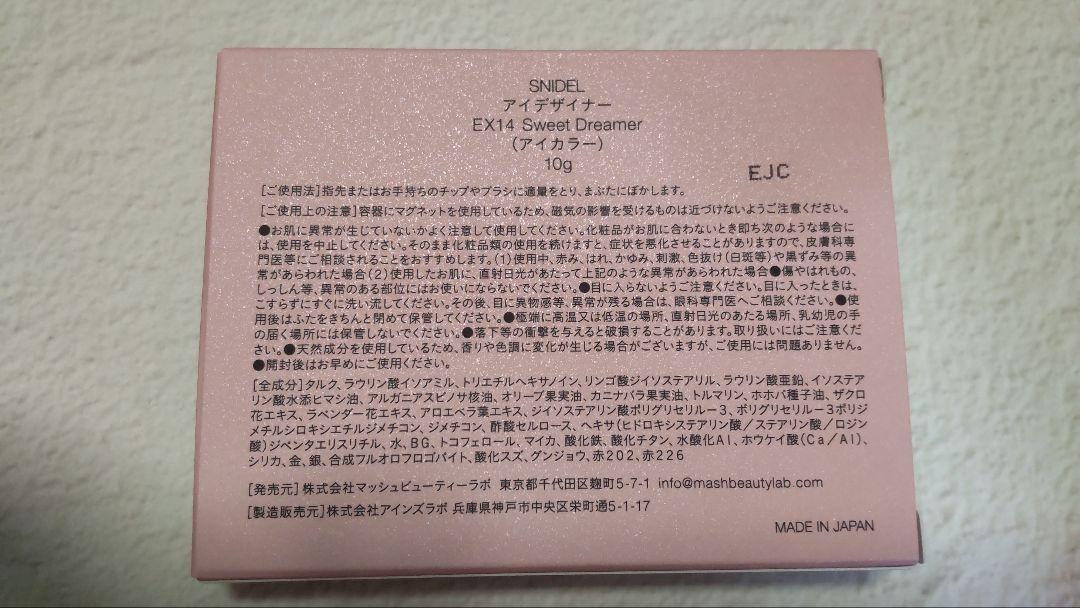 SNIDEL
アイデザイナー
EX14 Sweet Dreamer
(アイカラー)
10g
EJC
[ご使用法]指先またはお手持ちのチップやブラシに適量をとり、まぶたにぼかします。
[ご使用上の注意]容器にマグネットを使用しているため、磁気の影響を受けるものは近づけないようご注意ください。
●お肌に異常が生じていないかよく注意して使用してください。化粧品がお肌に合わないとき即ち次のような場合に
は、使用を中止してください。そのまま化粧品類の使用を続けますと、症状を悪化させることがありますので、皮膚科専
門医等にご相談されることをおすすめします。(1)使用中、赤み、はれ、かゆみ、刺激、色抜け(白斑等)や黒ずみ等の異
常があらわれた場合(2)使用したお肌に、直射日光があたって上記のような異常があらわれた場合●傷やはれもの、
しっしん等、異常のある部位にはお使いにならないでください。●目に入らないようご注意ください。目に入ったときは、
こすらずにすぐに洗い流してください。その後、目に異物感等、異常が残る場合は、眼科専門医へご相談ください。●使
用後はふたをきちんと閉めて保管してください。●極端に高温又は低温の場所、直射日光のあたる場所、乳幼児の手
の届く場所には保管しないでください。●落下等の衝撃を与えると破損することがあります。取り扱いにはご注意くだ
さい。●天然成分を使用しているため、香りや色調に変化が生じる場合がございますが、ご使用には問題ありません。
●開封後はお早めにご使用ください。
[全成分]タルク、ラウリン酸イソアミル、トリエチルヘキサノイン、リンゴ酸ジイソステアリル、ラウリン酸亜鉛、イソステア
リン酸水添ヒマシ油、アルガニアスピノサ核油、オリーブ果実油、カニナバラ果実油、トルマリン、ホホバ種子油、ザクロ
花エキス、ラベンダー花エキス、アロエベラ葉エキス、ジイソステアリン酸ポリグリセリル-3、ポリグリセリル-3ポリジ
メチルシロキシエチルジメチコン、ジメチコン、酢酸セルロース、ヘキサ(ヒドロキシステアリン酸/ステアリン酸/ロジン
酸)ジペンタエリスリチル、水、BG、トコフェロール、マイカ、酸化鉄、酸化チタン、水酸化Al、ホウケイ酸(Ca/Al)、
シリカ、金、銀、合成フルオロフロゴパイト、酸化スズ、グンジョウ、赤202、赤226
[発売元]株式会社マッシュビューティーラボ 東京都千代田区麹町5-7-1 info@mashbeautylab.com
[製造販売元]株式会社アインズラボ 兵庫県神戸市中央区栄町通5-1-17
MADE IN JAPAN